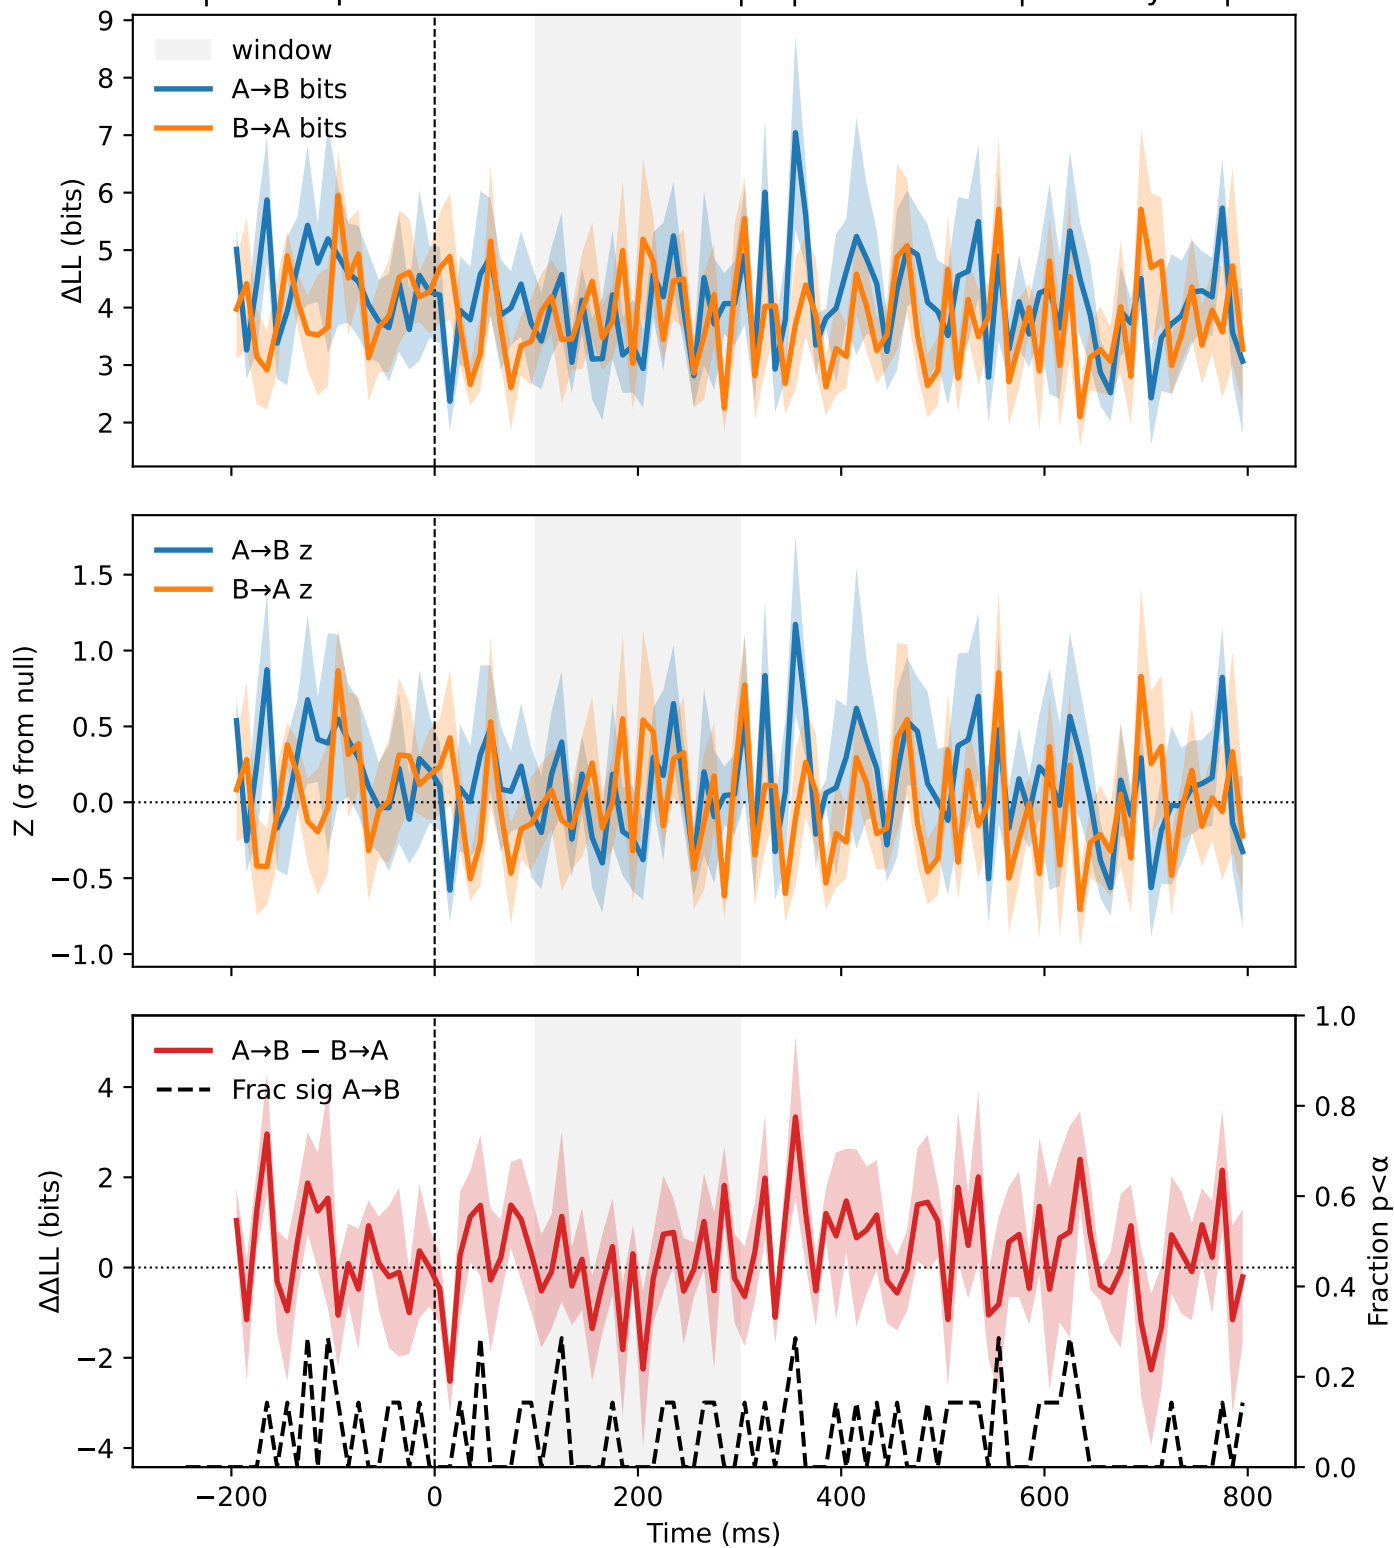 9
8
7
6
5
4
3
2
ΔLL (bits)
window
A→B bits
B→A bits
1.5
1.0
0.5
0.0
−0.5
−1.0
Z (σ from null)
A→B z
B→A z
4
2
0
−2
−4
ΔΔLL (bits)
A→B − B→A
Frac sig A→B
1.0
0.8
0.6
0.4
0.2
0.0
Fraction p<α
−200 0 200 400 600 800
Time (ms)